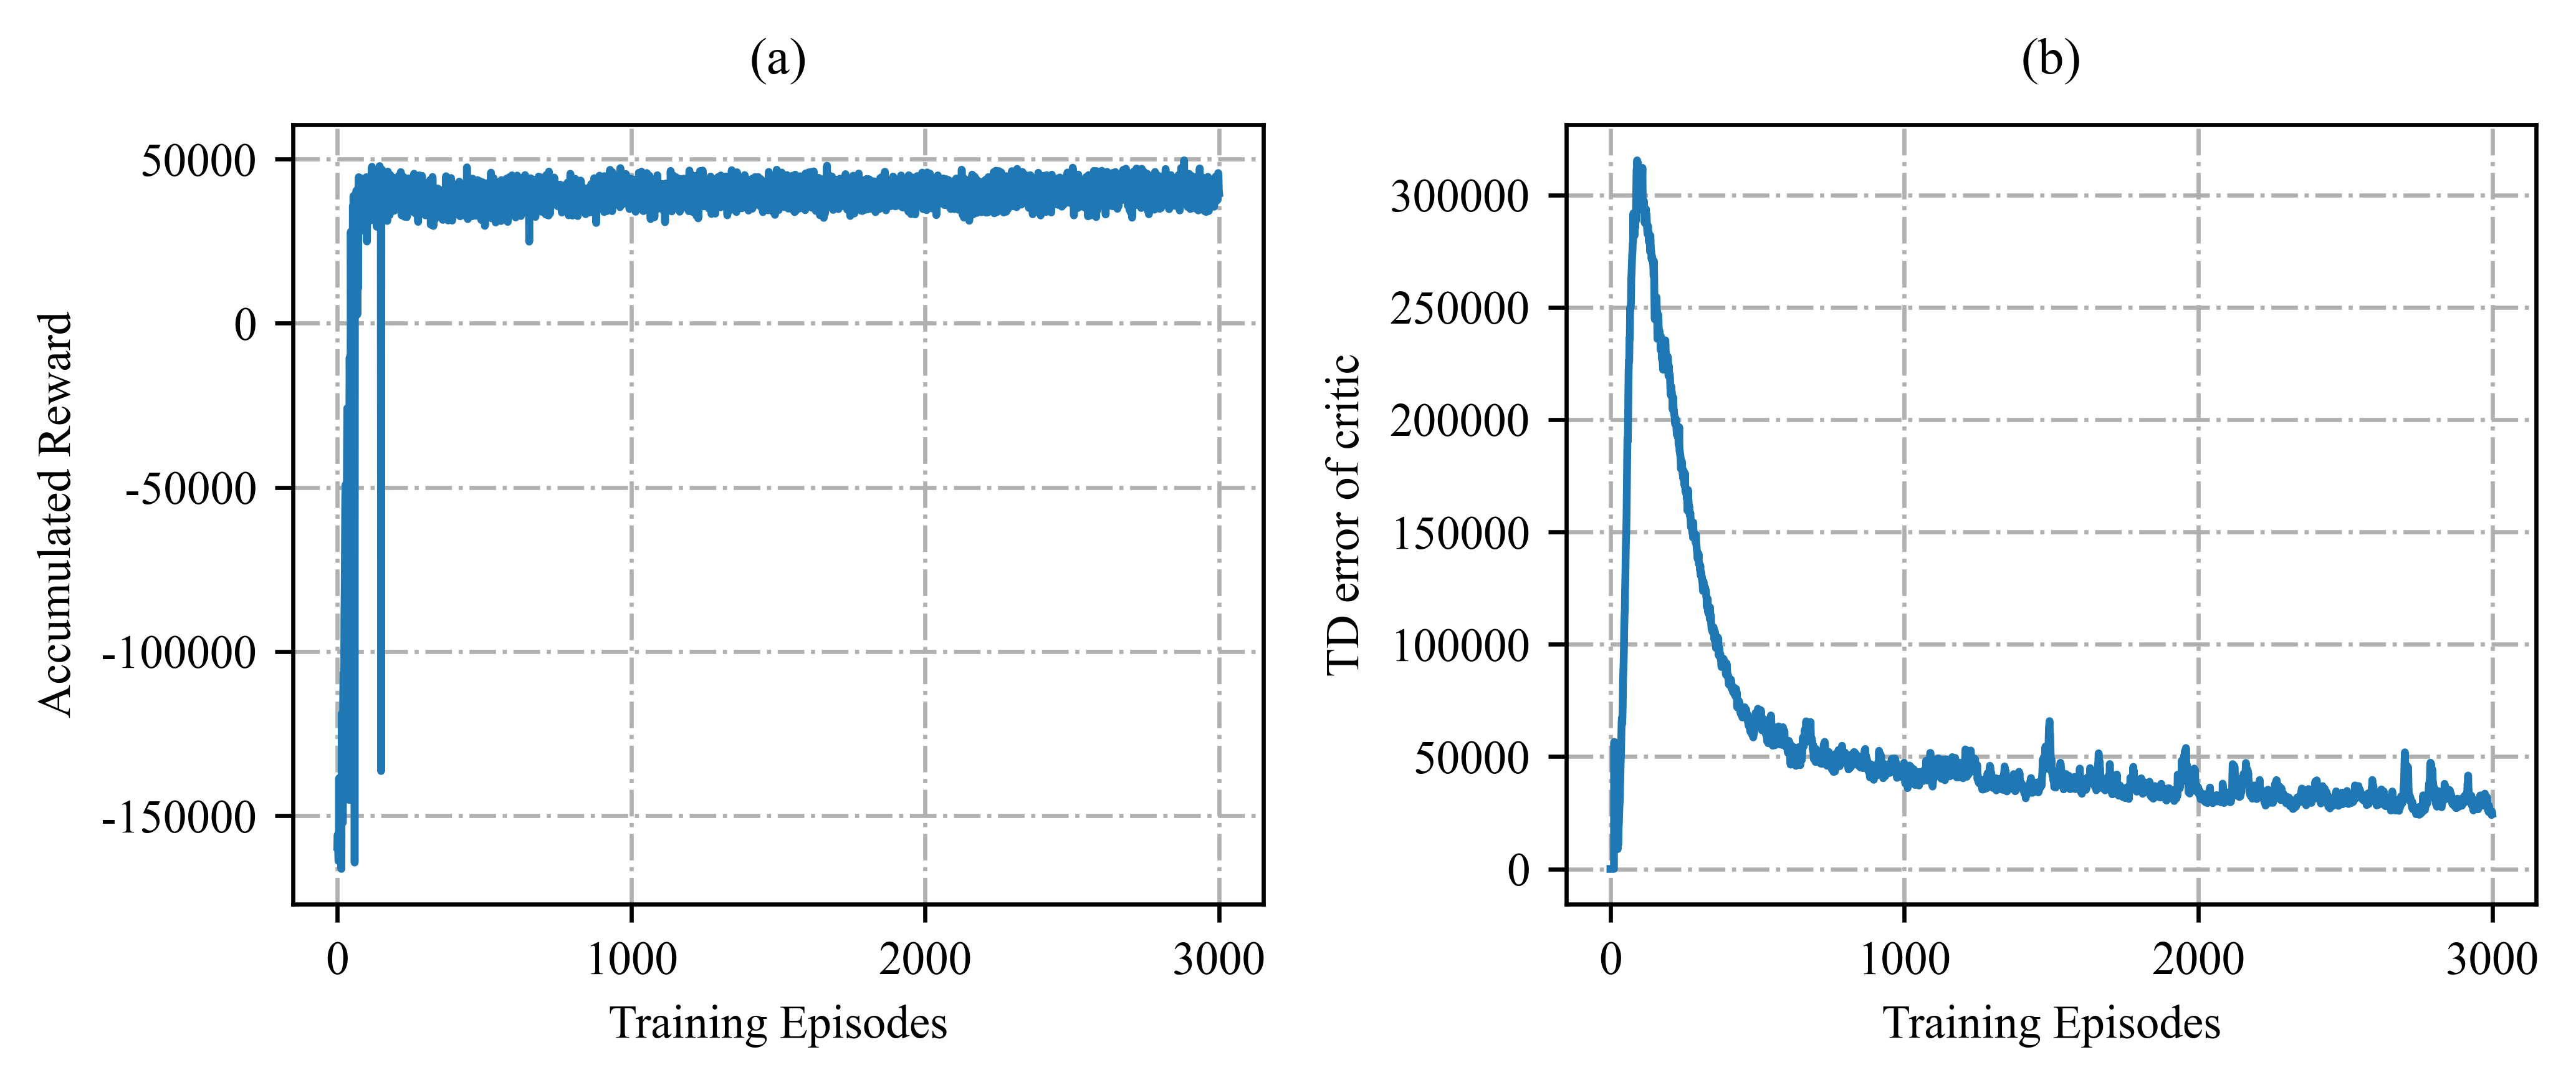 (a)
50000
0
-50000
-100000
-150000
Accumulated Reward
0 1000 2000 3000
Training Episodes
(b)
300000
250000
200000
150000
100000
50000
0
TD error of critic
0 1000 2000 3000
Training Episodes